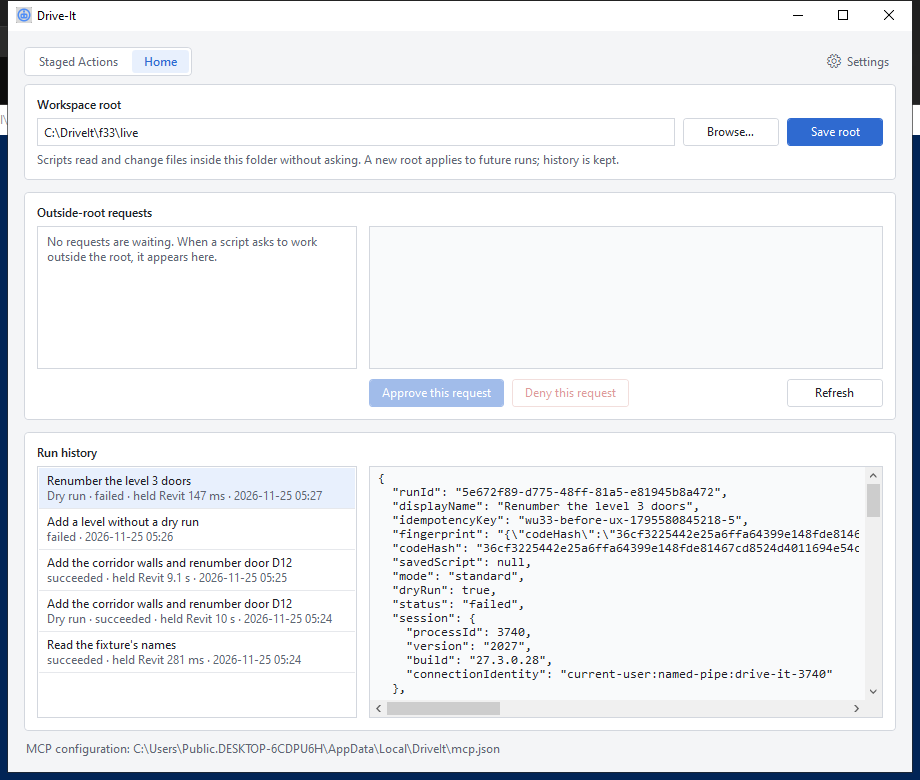 Drive-It
Staged Actions
Home
Settings
Workspace root
C:\DriveIt\f33\live
Browse...
Save root
Scripts read and change files inside this folder without asking. A new root applies to future runs; history is kept.
Outside-root requests
No requests are waiting. When a script asks to work
outside the root, it appears here.
Approve this request
Deny this request
Refresh
Run history
Renumber the level 3 doors
Dry run · failed · held Revit 147 ms · 2026-11-25 05:27
Add a level without a dry run
failed · 2026-11-25 05:26
Add the corridor walls and renumber door D12
succeeded · held Revit 9.1 s · 2026-11-25 05:25
Add the corridor walls and renumber door D12
Dry run · succeeded · held Revit 10 s · 2026-11-25 05:24
Read the fixture's names
succeeded · held Revit 281 ms · 2026-11-25 05:24
{
"runId": "5e672f89-d775-48ff-81a5-e81945b8a472",
"displayName": "Renumber the level 3 doors",
"idempotencyKey": "wu33-before-ux-1795580845218-5",
"fingerprint": "{\"codeHash\":\"36cf3225442e25a6ffa64399e148fde8146
"codeHash": "36cf3225442e25a6ffa64399e148fde81467cd8524d4011694e54c
"savedScript": null,
"mode": "standard",
"dryRun": true,
"status": "failed",
"session": {
"processId": 3740,
"version": "2027",
"build": "27.3.0.28",
"connectionIdentity": "current-user:named-pipe:drive-it-3740"
},
MCP configuration: C:\Users\Public.DESKTOP-6CDPU6H\AppData\Local\DriveIt\mcp.json